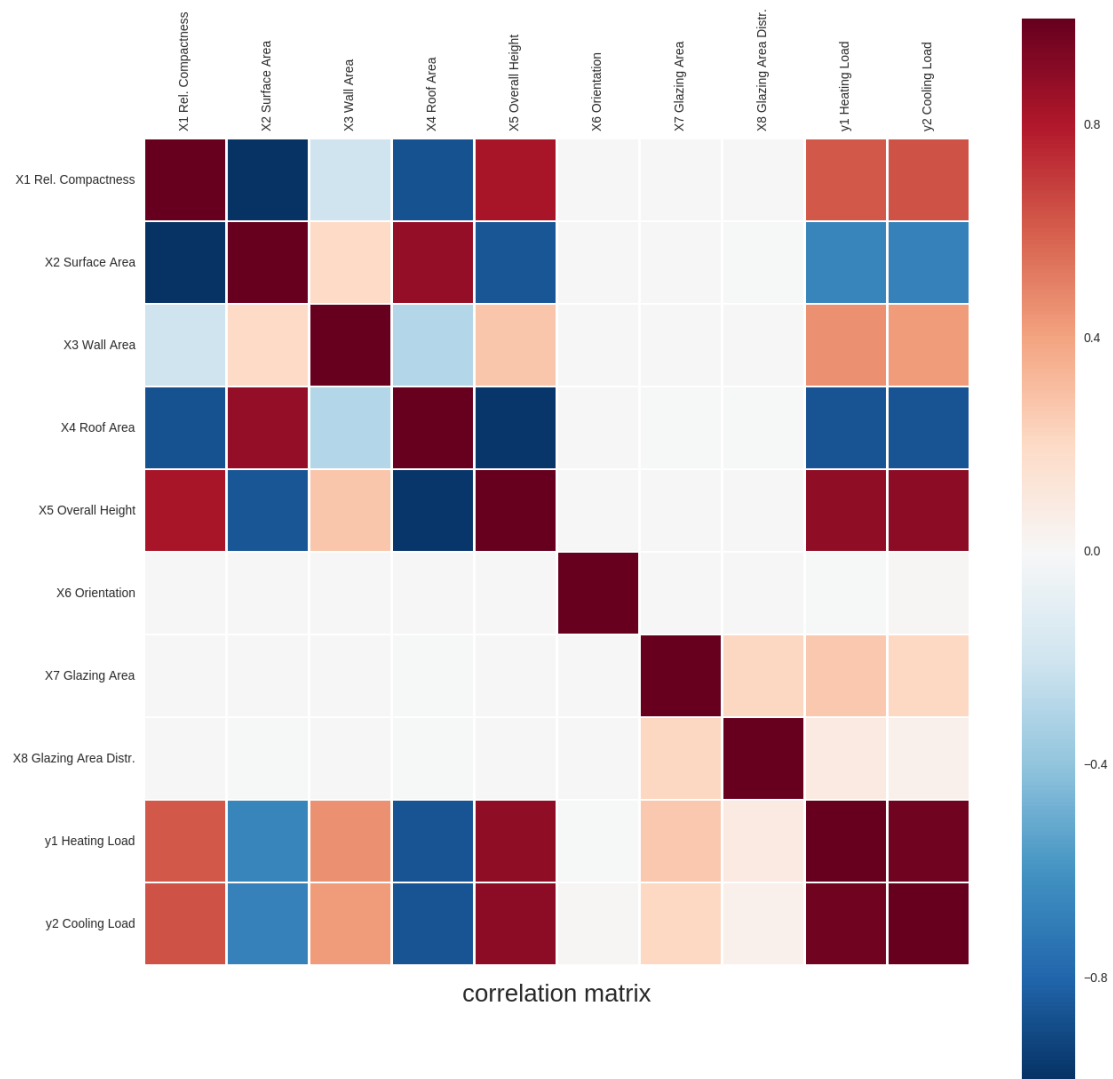 X1 Rel. Compactness
X2 Surface Area
X3 Wall Area
X4 Roof Area
X5 Overall Height
X6 Orientation
X7 Glazing Area
X8 Glazing Area Distr.
y1 Heating Load
y2 Cooling Load
X1 Rel. Compactness
X2 Surface Area
X3 Wall Area
X4 Roof Area
X5 Overall Height
X6 Orientation
X7 Glazing Area
X8 Glazing Area Distr.
y1 Heating Load
y2 Cooling Load
correlation matrix
0.8
0.4
0.0
−0.4
−0.8